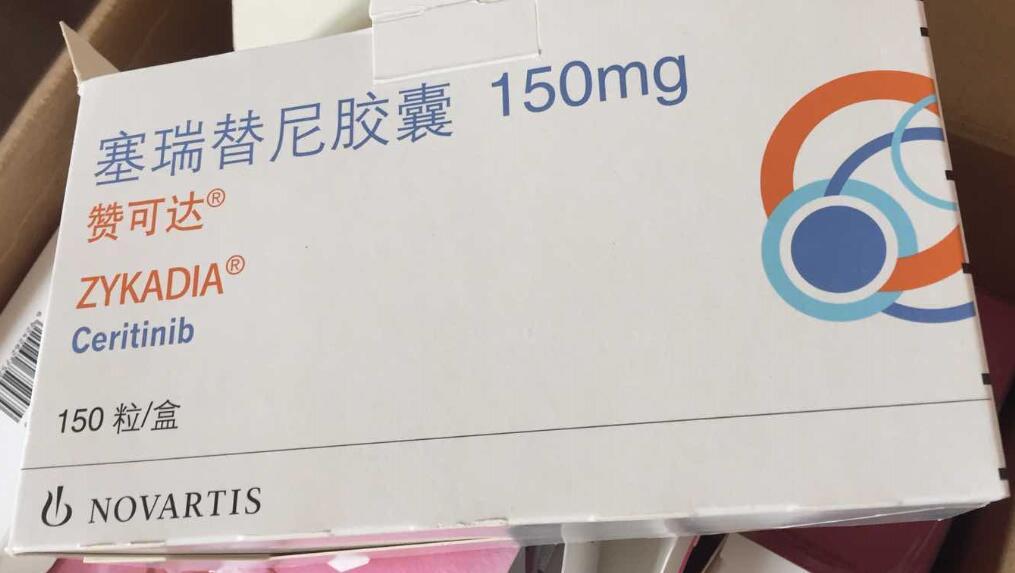 塞瑞替尼胶囊 150mg
赞可达®
ZYKADIA®
Ceritinib
150 粒/盒
NOVARTIS